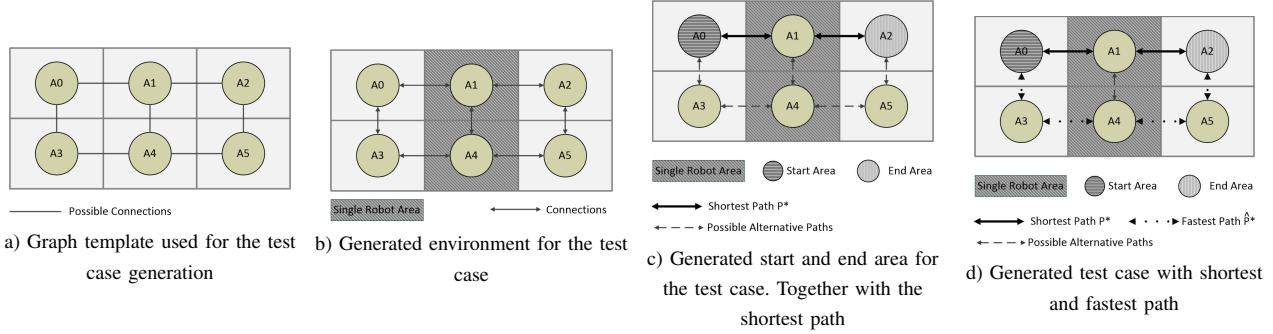 A0 A1 A2
A3 A4 A5
Possible Connections
a) Graph template used for the test
case generation
A0 A1 A2
A3 A4 A5
Single Robot Area Connections
b) Generated environment for the test
case
A0 A1 A2
A3 A4 A5
Single Robot Area Start Area End Area
Shortest Path P*
Possible Alternative Paths
c) Generated start and end area for
the test case. Together with the
shortest path
A0 A1 A2
A3 A4 A5
Single Robot Area Start Area End Area
Shortest Path P* Fastest Path P̂*
Possible Alternative Paths
d) Generated test case with shortest
and fastest path